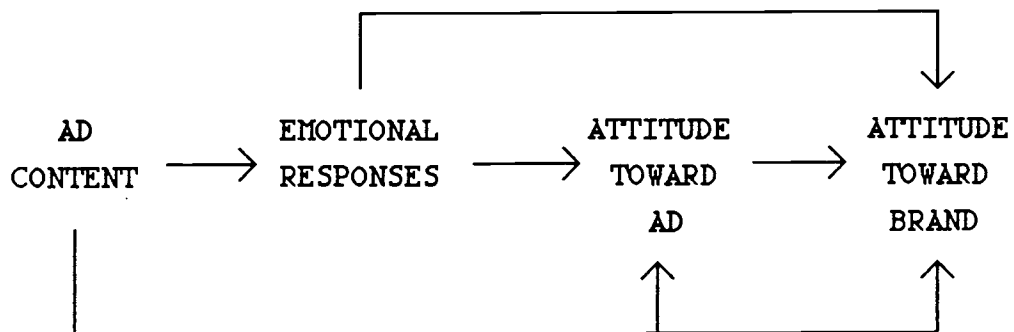 AD
CONTENT
EMOTIONAL
RESPONSES
ATTITUDE
TOWARD
AD
ATTITUDE
TOWARD
BRAND